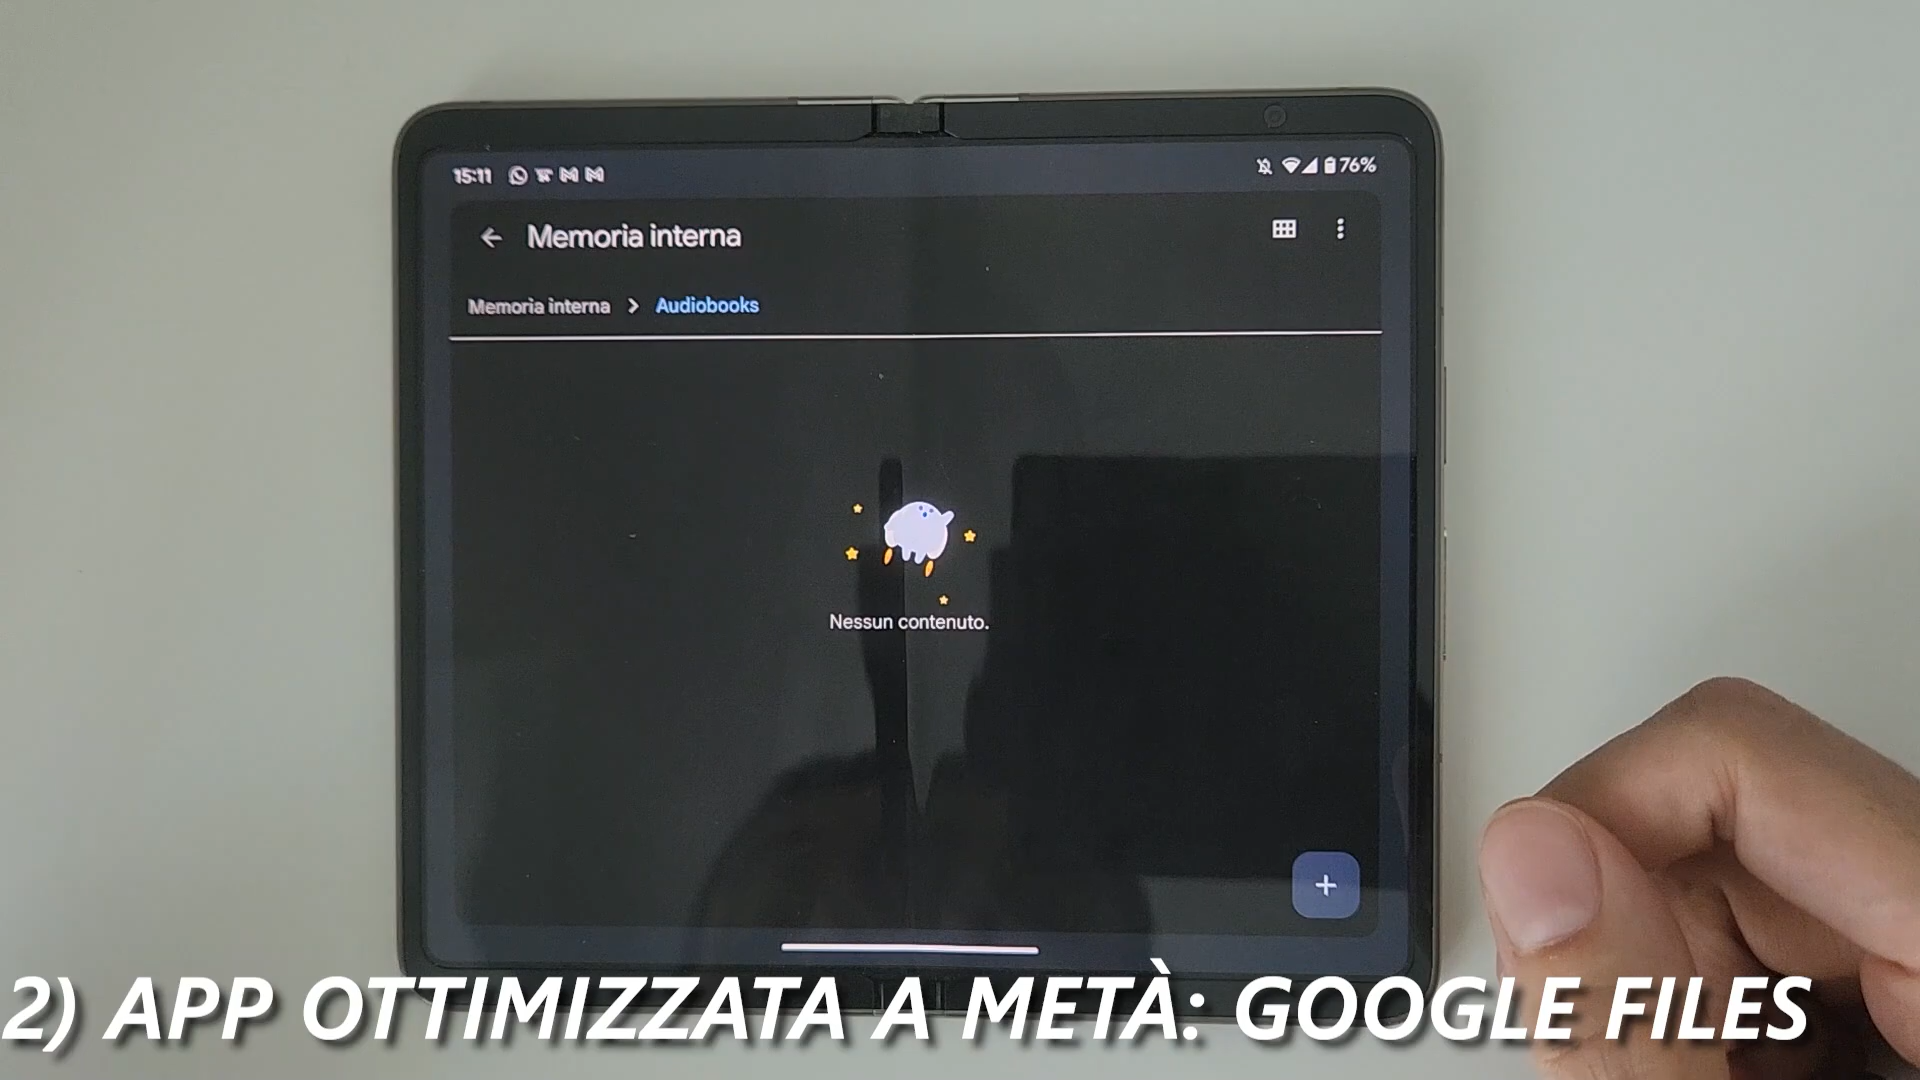 15:11
76%
Memoria interna
Memoria interna > Audiobooks
Nessun contenuto.
2) APP OTTIMIZZATA A METÀ: GOOGLE FILES